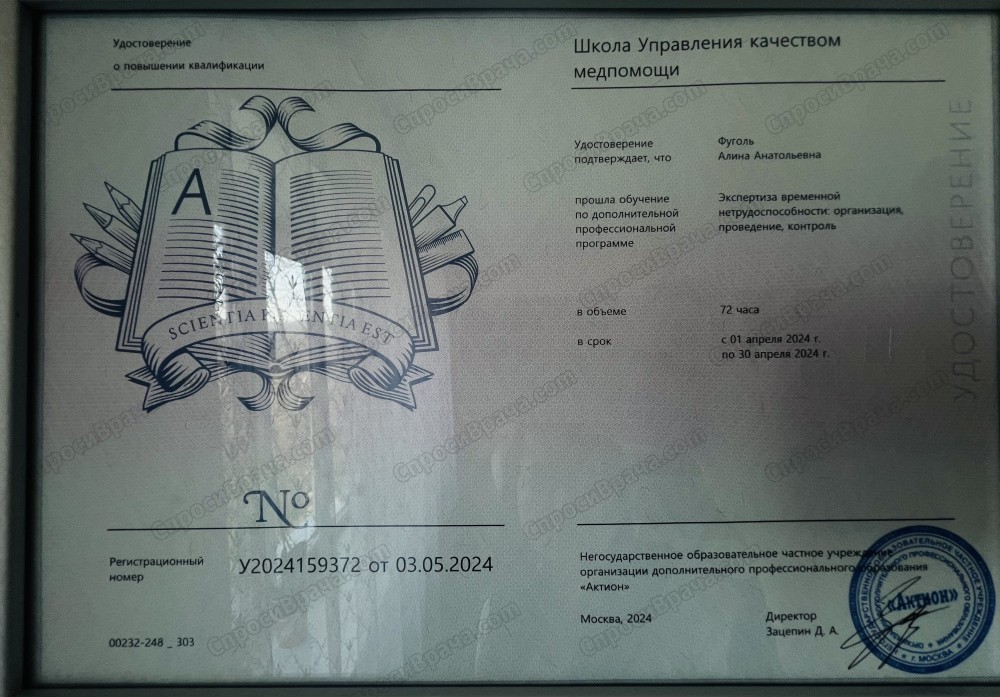 Удостоверение
о повышении квалификации
A
SCIENTIA POTENTIA EST
№
Регистрационный
номер
У2024159372 от 03.05.2024
00232-248 _ 303
Школа Управления качеством
медпомощи
Удостоверение
подтверждает, что
Фуголь
Алина Анатольевна
прошла обучение
по дополнительной
профессиональной
программе
Экспертиза временной
нетрудоспособности: организация,
проведение, контроль
в объеме
72 часа
в срок
с 01 апреля 2024 г.
по 30 апреля 2024 г.
Негосударственное образовательное частное учреждение
организации дополнительного профессионального образования
«Актион»
Москва, 2024
Директор
Зацепин Д. А.
«Актион»
г. МОСКВА
УДОСТОВЕРЕНИЕ
СпросиВрача.com